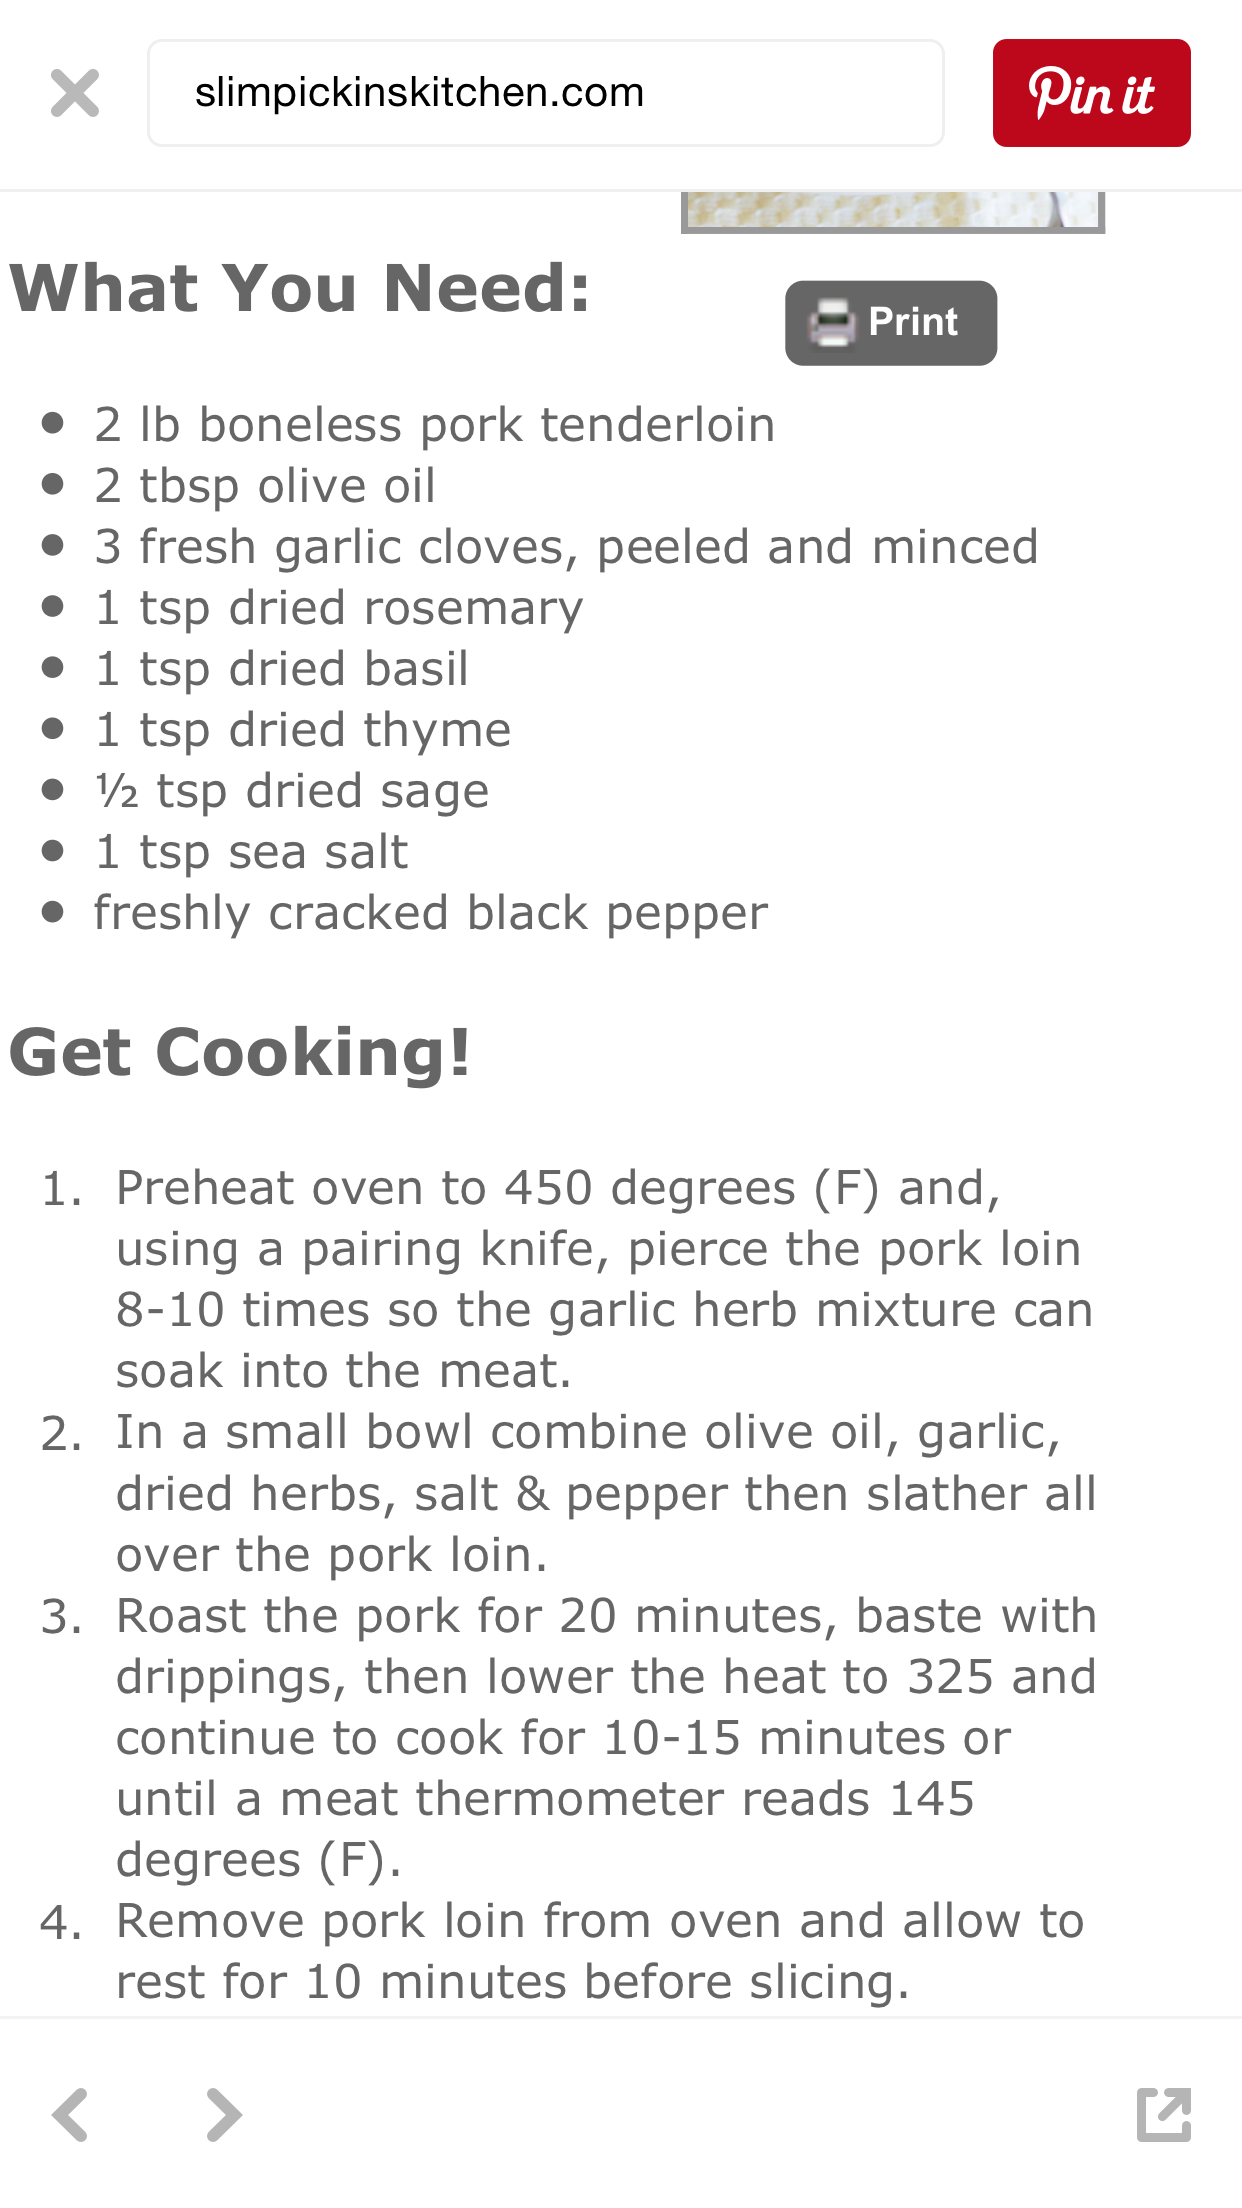 slimpickinskitchen.com
Pin it
What You Need:
Print
• 2 lb boneless pork tenderloin
• 2 tbsp olive oil
• 3 fresh garlic cloves, peeled and minced
• 1 tsp dried rosemary
• 1 tsp dried basil
• 1 tsp dried thyme
• ½ tsp dried sage
• 1 tsp sea salt
• freshly cracked black pepper
Get Cooking!
1. Preheat oven to 450 degrees (F) and,
using a pairing knife, pierce the pork loin
8-10 times so the garlic herb mixture can
soak into the meat.
2. In a small bowl combine olive oil, garlic,
dried herbs, salt & pepper then slather all
over the pork loin.
3. Roast the pork for 20 minutes, baste with
drippings, then lower the heat to 325 and
continue to cook for 10-15 minutes or
until a meat thermometer reads 145
degrees (F).
4. Remove pork loin from oven and allow to
rest for 10 minutes before slicing.